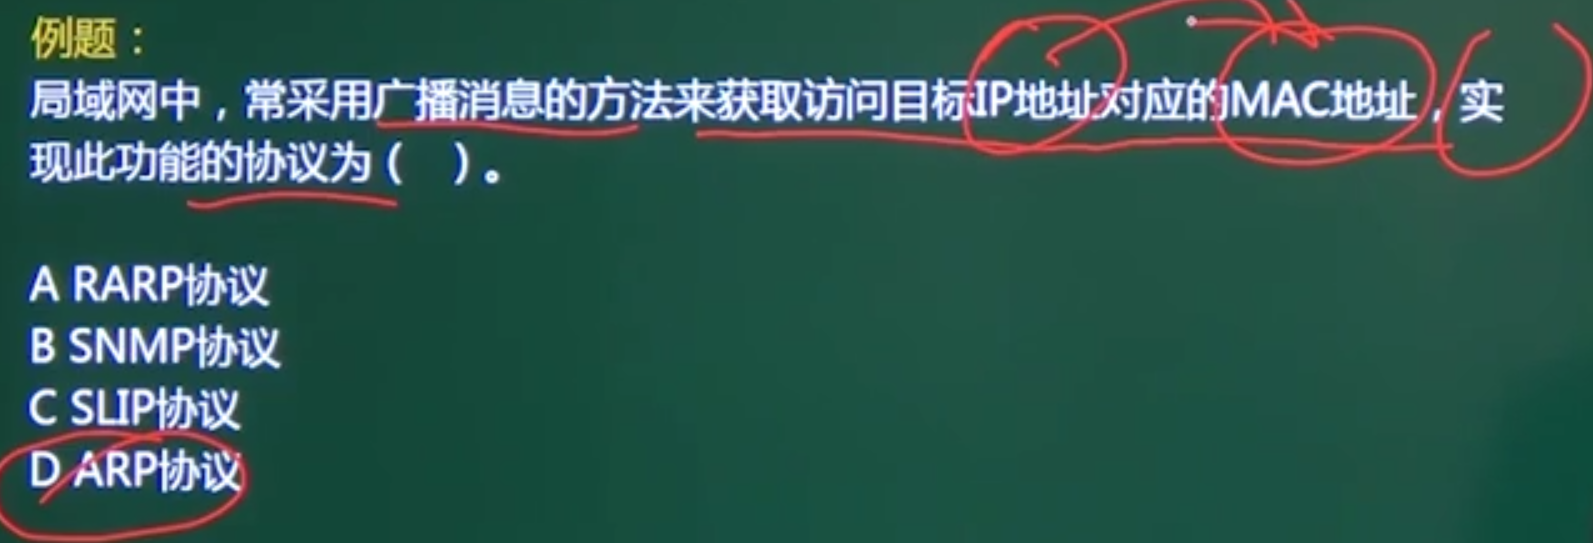 例题：
局域网中，常采用广播消息的方法来获取访问目标IP地址对应的MAC地址，实
现此功能的协议为（ ）。
A RARP协议
B SNMP协议
C SLIP协议
D ARP协议